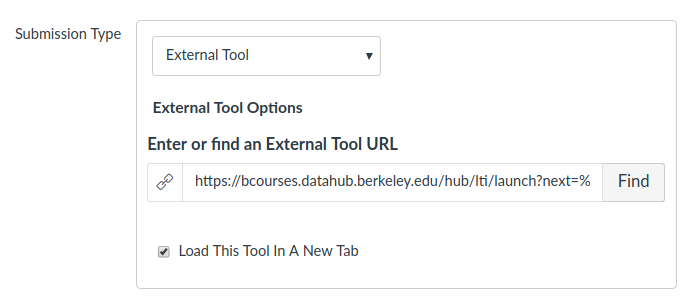 Submission Type
External Tool
External Tool Options
Enter or find an External Tool URL
https://bcourses.datahub.berkeley.edu/hub/lti/launch?next=% Find
Load This Tool In A New Tab